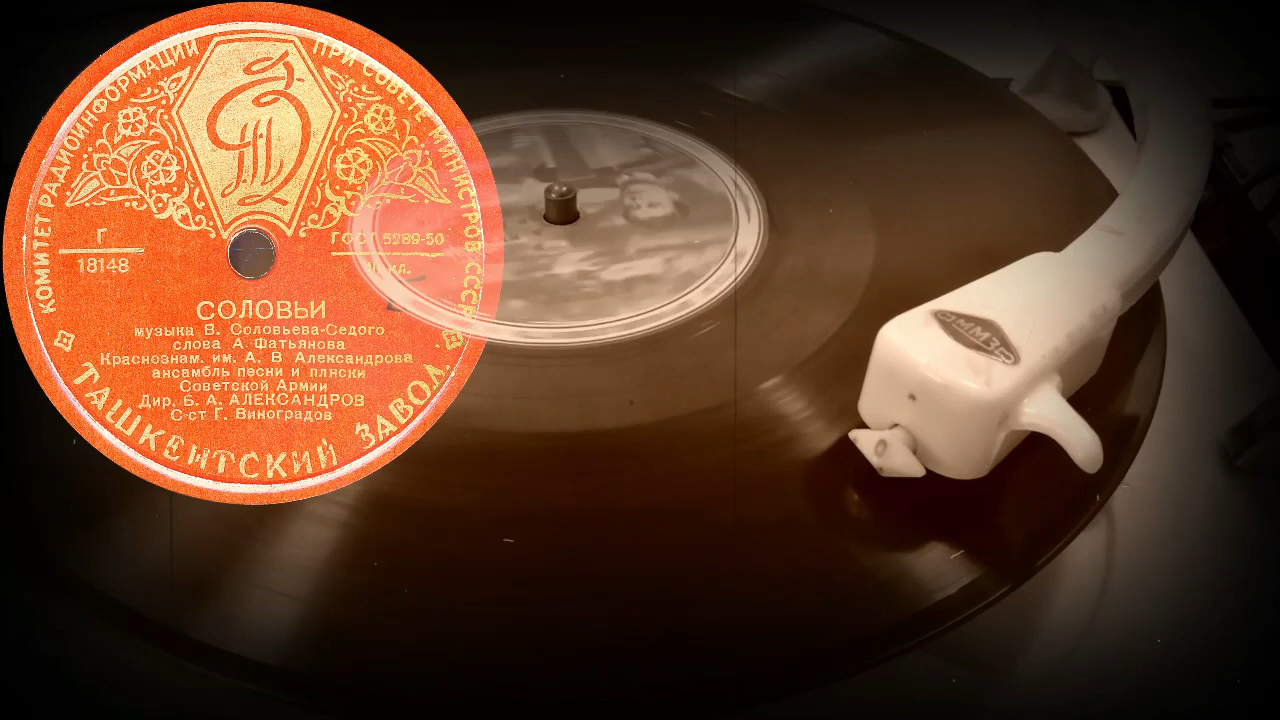 КОМИТЕТ РАДИОИНФОРМАЦИИ ПРИ СОВЕТЕ МИНИСТРОВ СССР
Г
18148
ГОСТ 5289-50
СОЛОВЬИ
музыка В. Соловьева-Седого
слова А. Фатьянова
Краснознам. им. А. В Александрова
ансамбль песни и пляски
Советской Армии
Дир. Б. А. АЛЕКСАНДРОВ
С-ст Г. Виноградов
ТАШКЕНТСКИЙ ЗАВОД